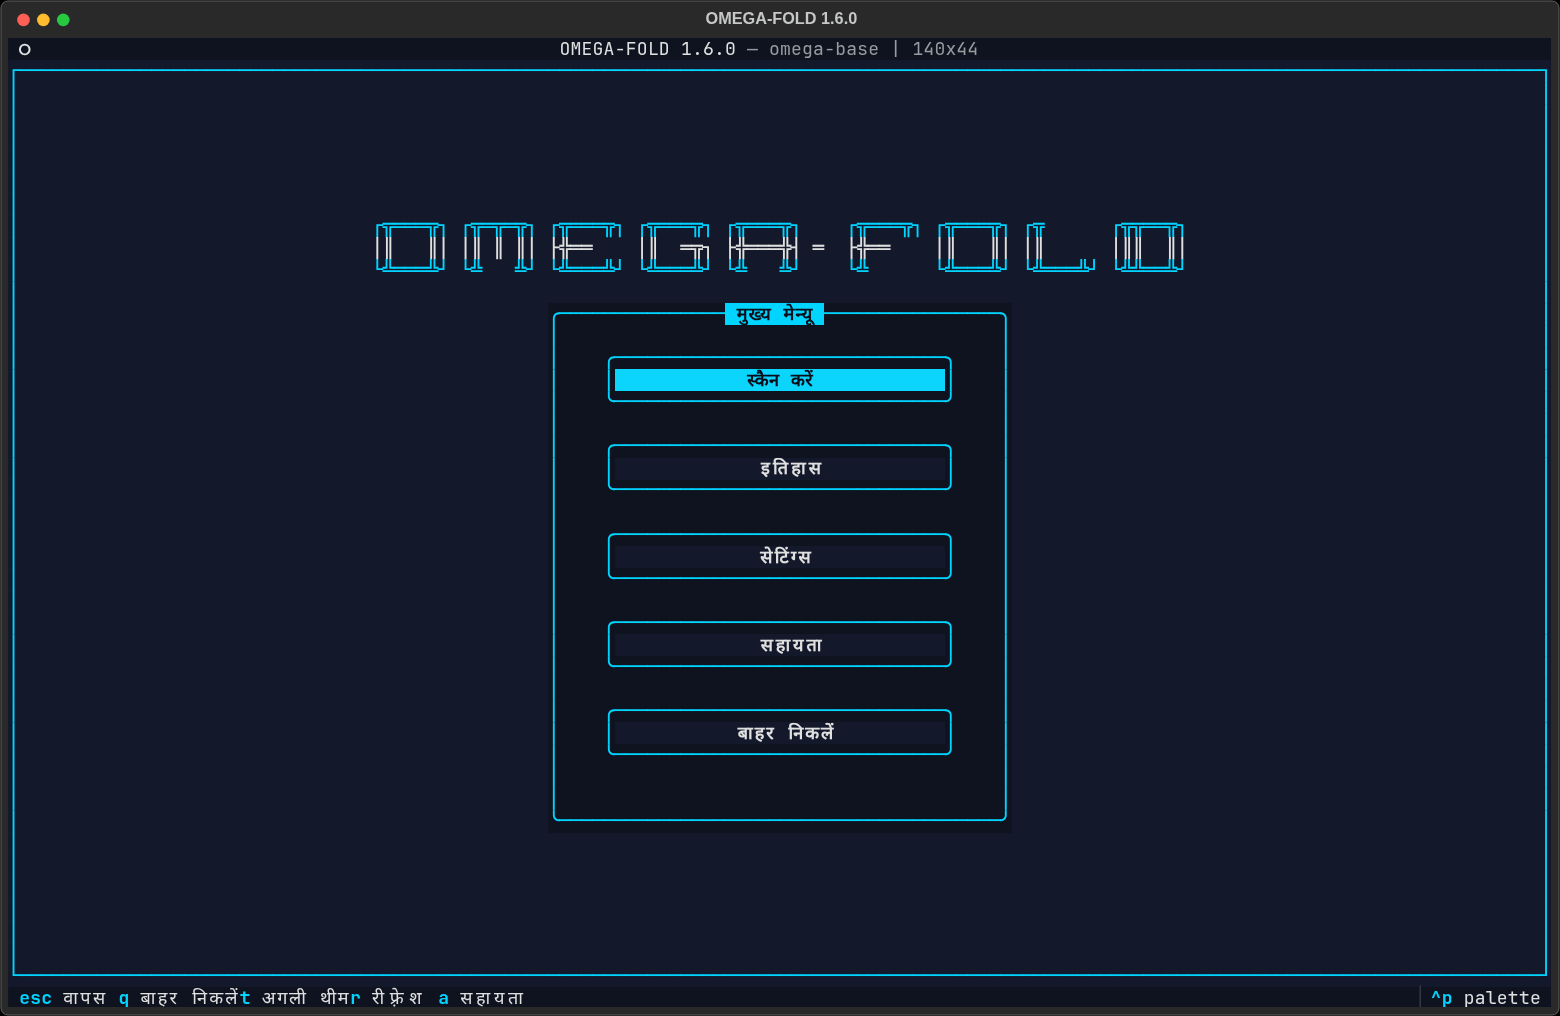 OMEGA-FOLD 1.6.0
OMEGA-FOLD 1.6.0 — omega-base | 140x44
OMEGA-FOLD
मुख्य मेन्यू
स्कैन करें
इतिहास
सेटिंग्स
सहायता
बाहर निकलें
esc वापस q बाहर निकलें t अगली थीम r रीफ़्रेश a सहायता ^p palette